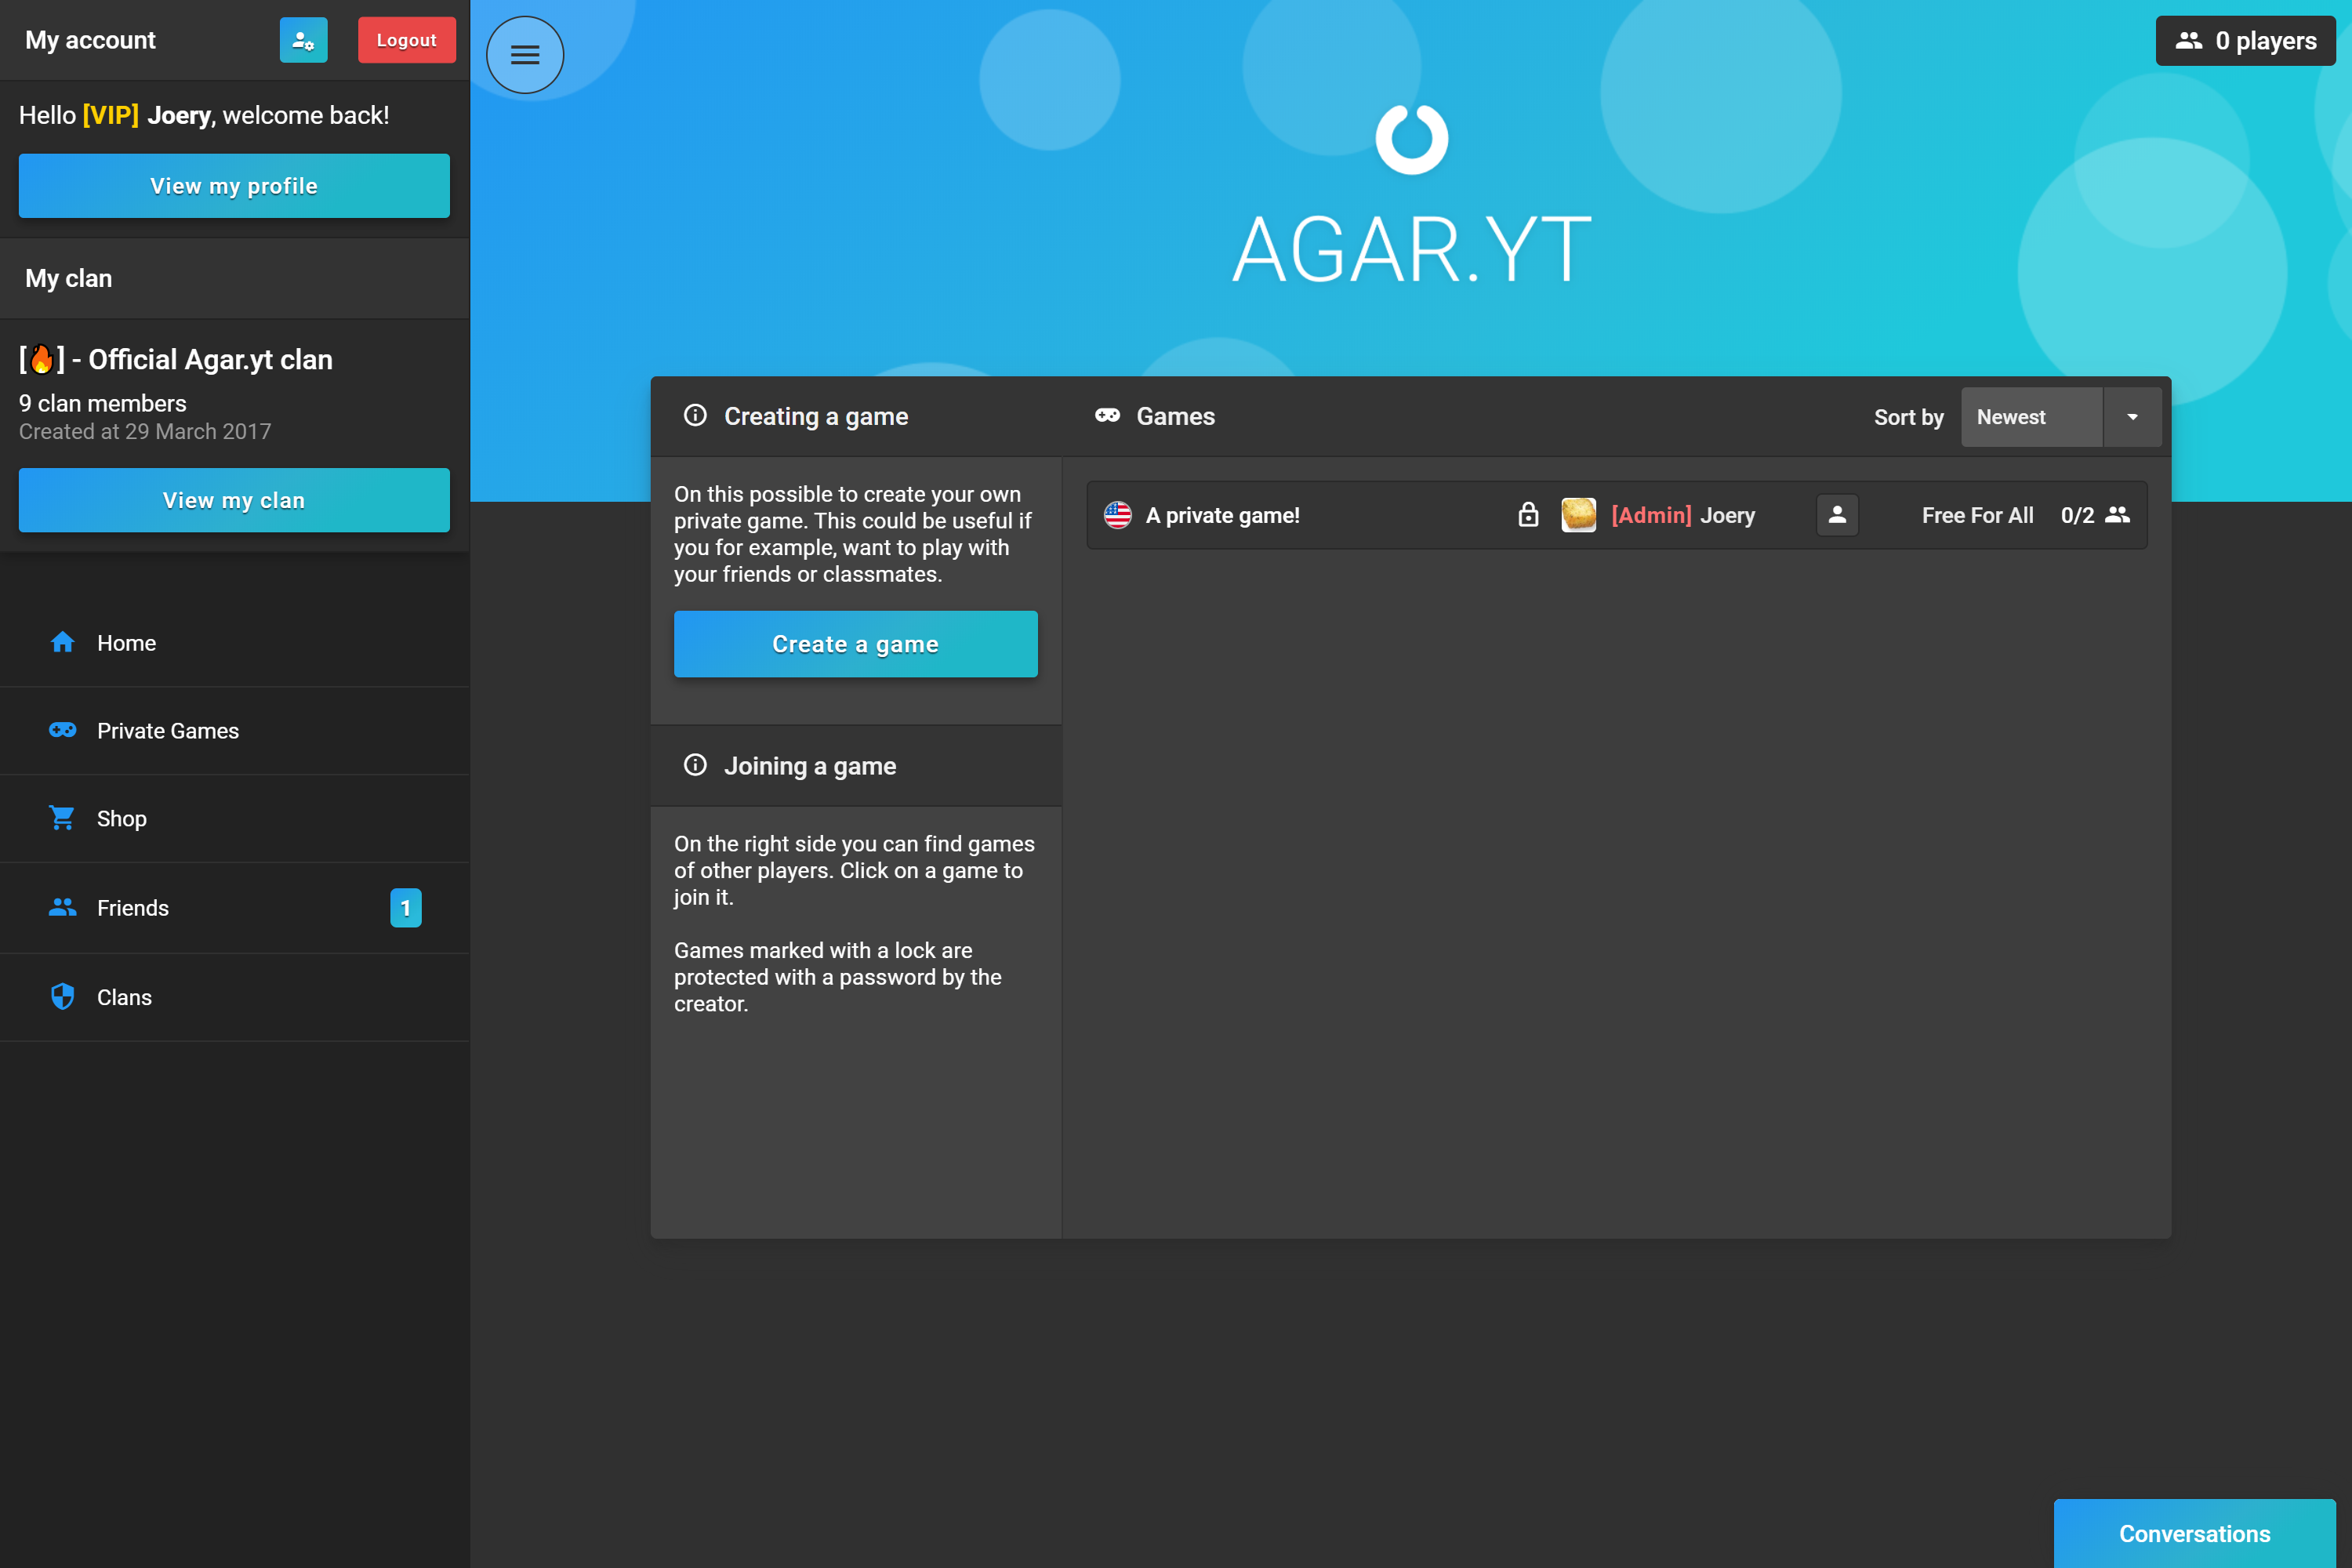 My account
Logout
Hello [VIP] Joery, welcome back!
View my profile
My clan
[🔥] - Official Agar.yt clan
9 clan members
Created at 29 March 2017
View my clan
Home
Private Games
Shop
Friends
1
Clans
0 players
AGAR.YT
Creating a game
On this possible to create your own
private game. This could be useful if
you for example, want to play with
your friends or classmates.
Create a game
Joining a game
On the right side you can find games
of other players. Click on a game to
join it.
Games marked with a lock are
protected with a password by the
creator.
Games
Sort by
Newest
A private game!
[Admin] Joery
Free For All
0/2
Conversations